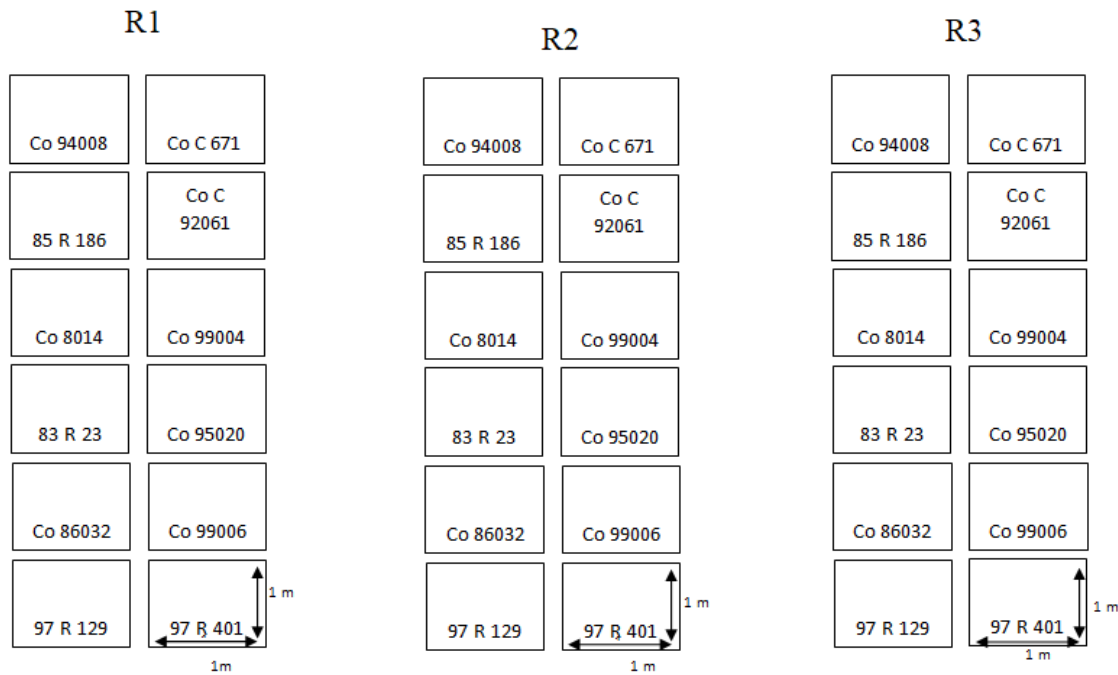 R1
Co 94008
Co C 671
85 R 186
Co C
92061
Co 8014
Co 99004
83 R 23
Co 95020
Co 86032
Co 99006
97 R 129
97 R 401
1 m
1m
R2
Co 94008
Co C 671
85 R 186
Co C
92061
Co 8014
Co 99004
83 R 23
Co 95020
Co 86032
Co 99006
97 R 129
97 R 401
1 m
1 m
R3
Co 94008
Co C 671
85 R 186
Co C
92061
Co 8014
Co 99004
83 R 23
Co 95020
Co 86032
Co 99006
97 R 129
97 R 401
1 m
1 m